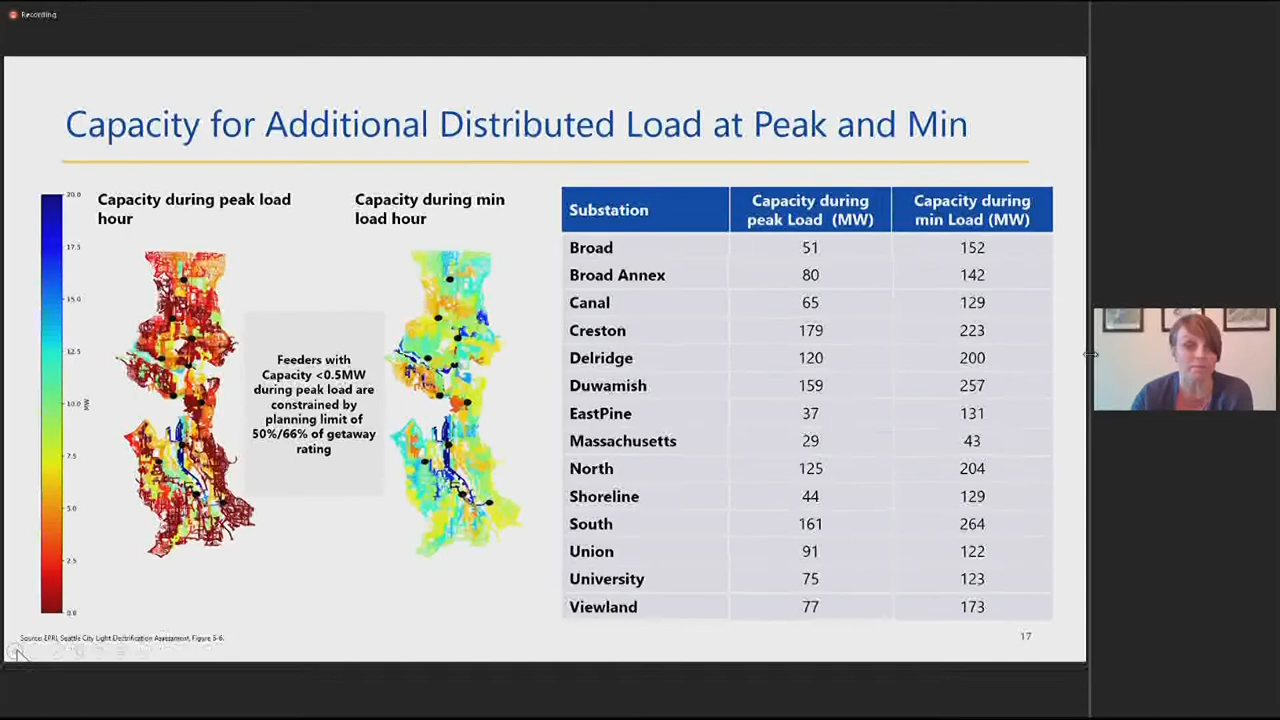 Recording
Capacity for Additional Distributed Load at Peak and Min
Capacity during peak load
hour
Capacity during min
load hour
20.0
17.5
15.0
12.5
10.0
7.5
5.0
2.5
0.0
MW
Feeders with
Capacity <0.5MW
during peak load are
constrained by
planning limit of
50%/66% of getaway
rating
Substation Capacity during peak Load (MW) Capacity during min Load (MW)
Broad 51 152
Broad Annex 80 142
Canal 65 129
Creston 179 223
Delridge 120 200
Duwamish 159 257
EastPine 37 131
Massachusetts 29 43
North 125 204
Shoreline 44 129
South 161 264
Union 91 122
University 75 123
Viewland 77 173
Source: EPRI, Seattle City Light Electrification Assessment, Figure 5-6.
17